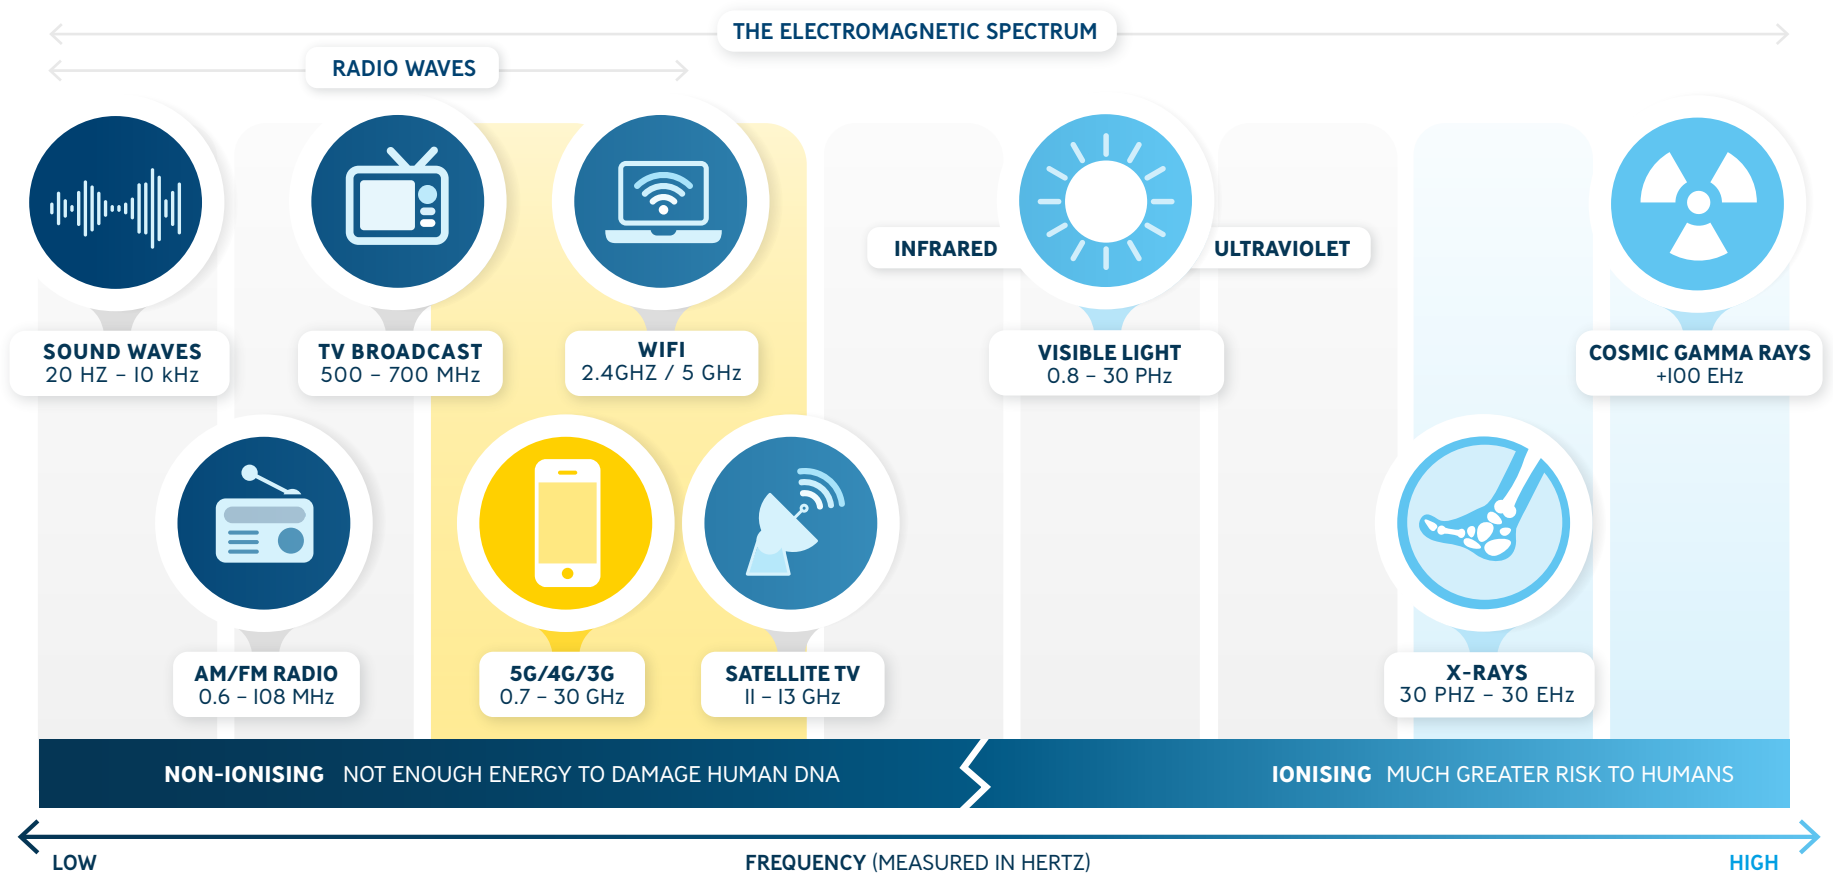 THE ELECTROMAGNETIC SPECTRUM
RADIO WAVES
INFRARED
ULTRAVIOLET
SOUND WAVES
20 HZ – 10 kHz
TV BROADCAST
500 – 700 MHz
WIFI
2.4GHZ / 5 GHz
VISIBLE LIGHT
0.8 – 30 PHz
COSMIC GAMMA RAYS
+100 EHz
AM/FM RADIO
0.6 – 108 MHz
5G/4G/3G
0.7 – 30 GHz
SATELLITE TV
11 – 13 GHz
X-RAYS
30 PHZ – 30 EHz
NON-IONISING NOT ENOUGH ENERGY TO DAMAGE HUMAN DNA
IONISING MUCH GREATER RISK TO HUMANS
LOW
FREQUENCY (MEASURED IN HERTZ)
HIGH